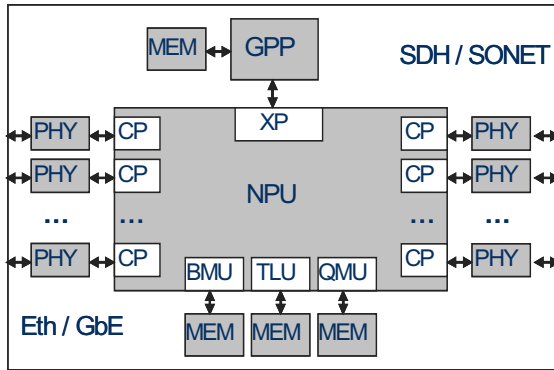 MEM GPP SDH / SONET
XP
PHY CP CP PHY
PHY CP CP PHY
NPU
... ... ... ...
PHY CP CP PHY
BMU TLU QMU
Eth / GbE MEM MEM MEM